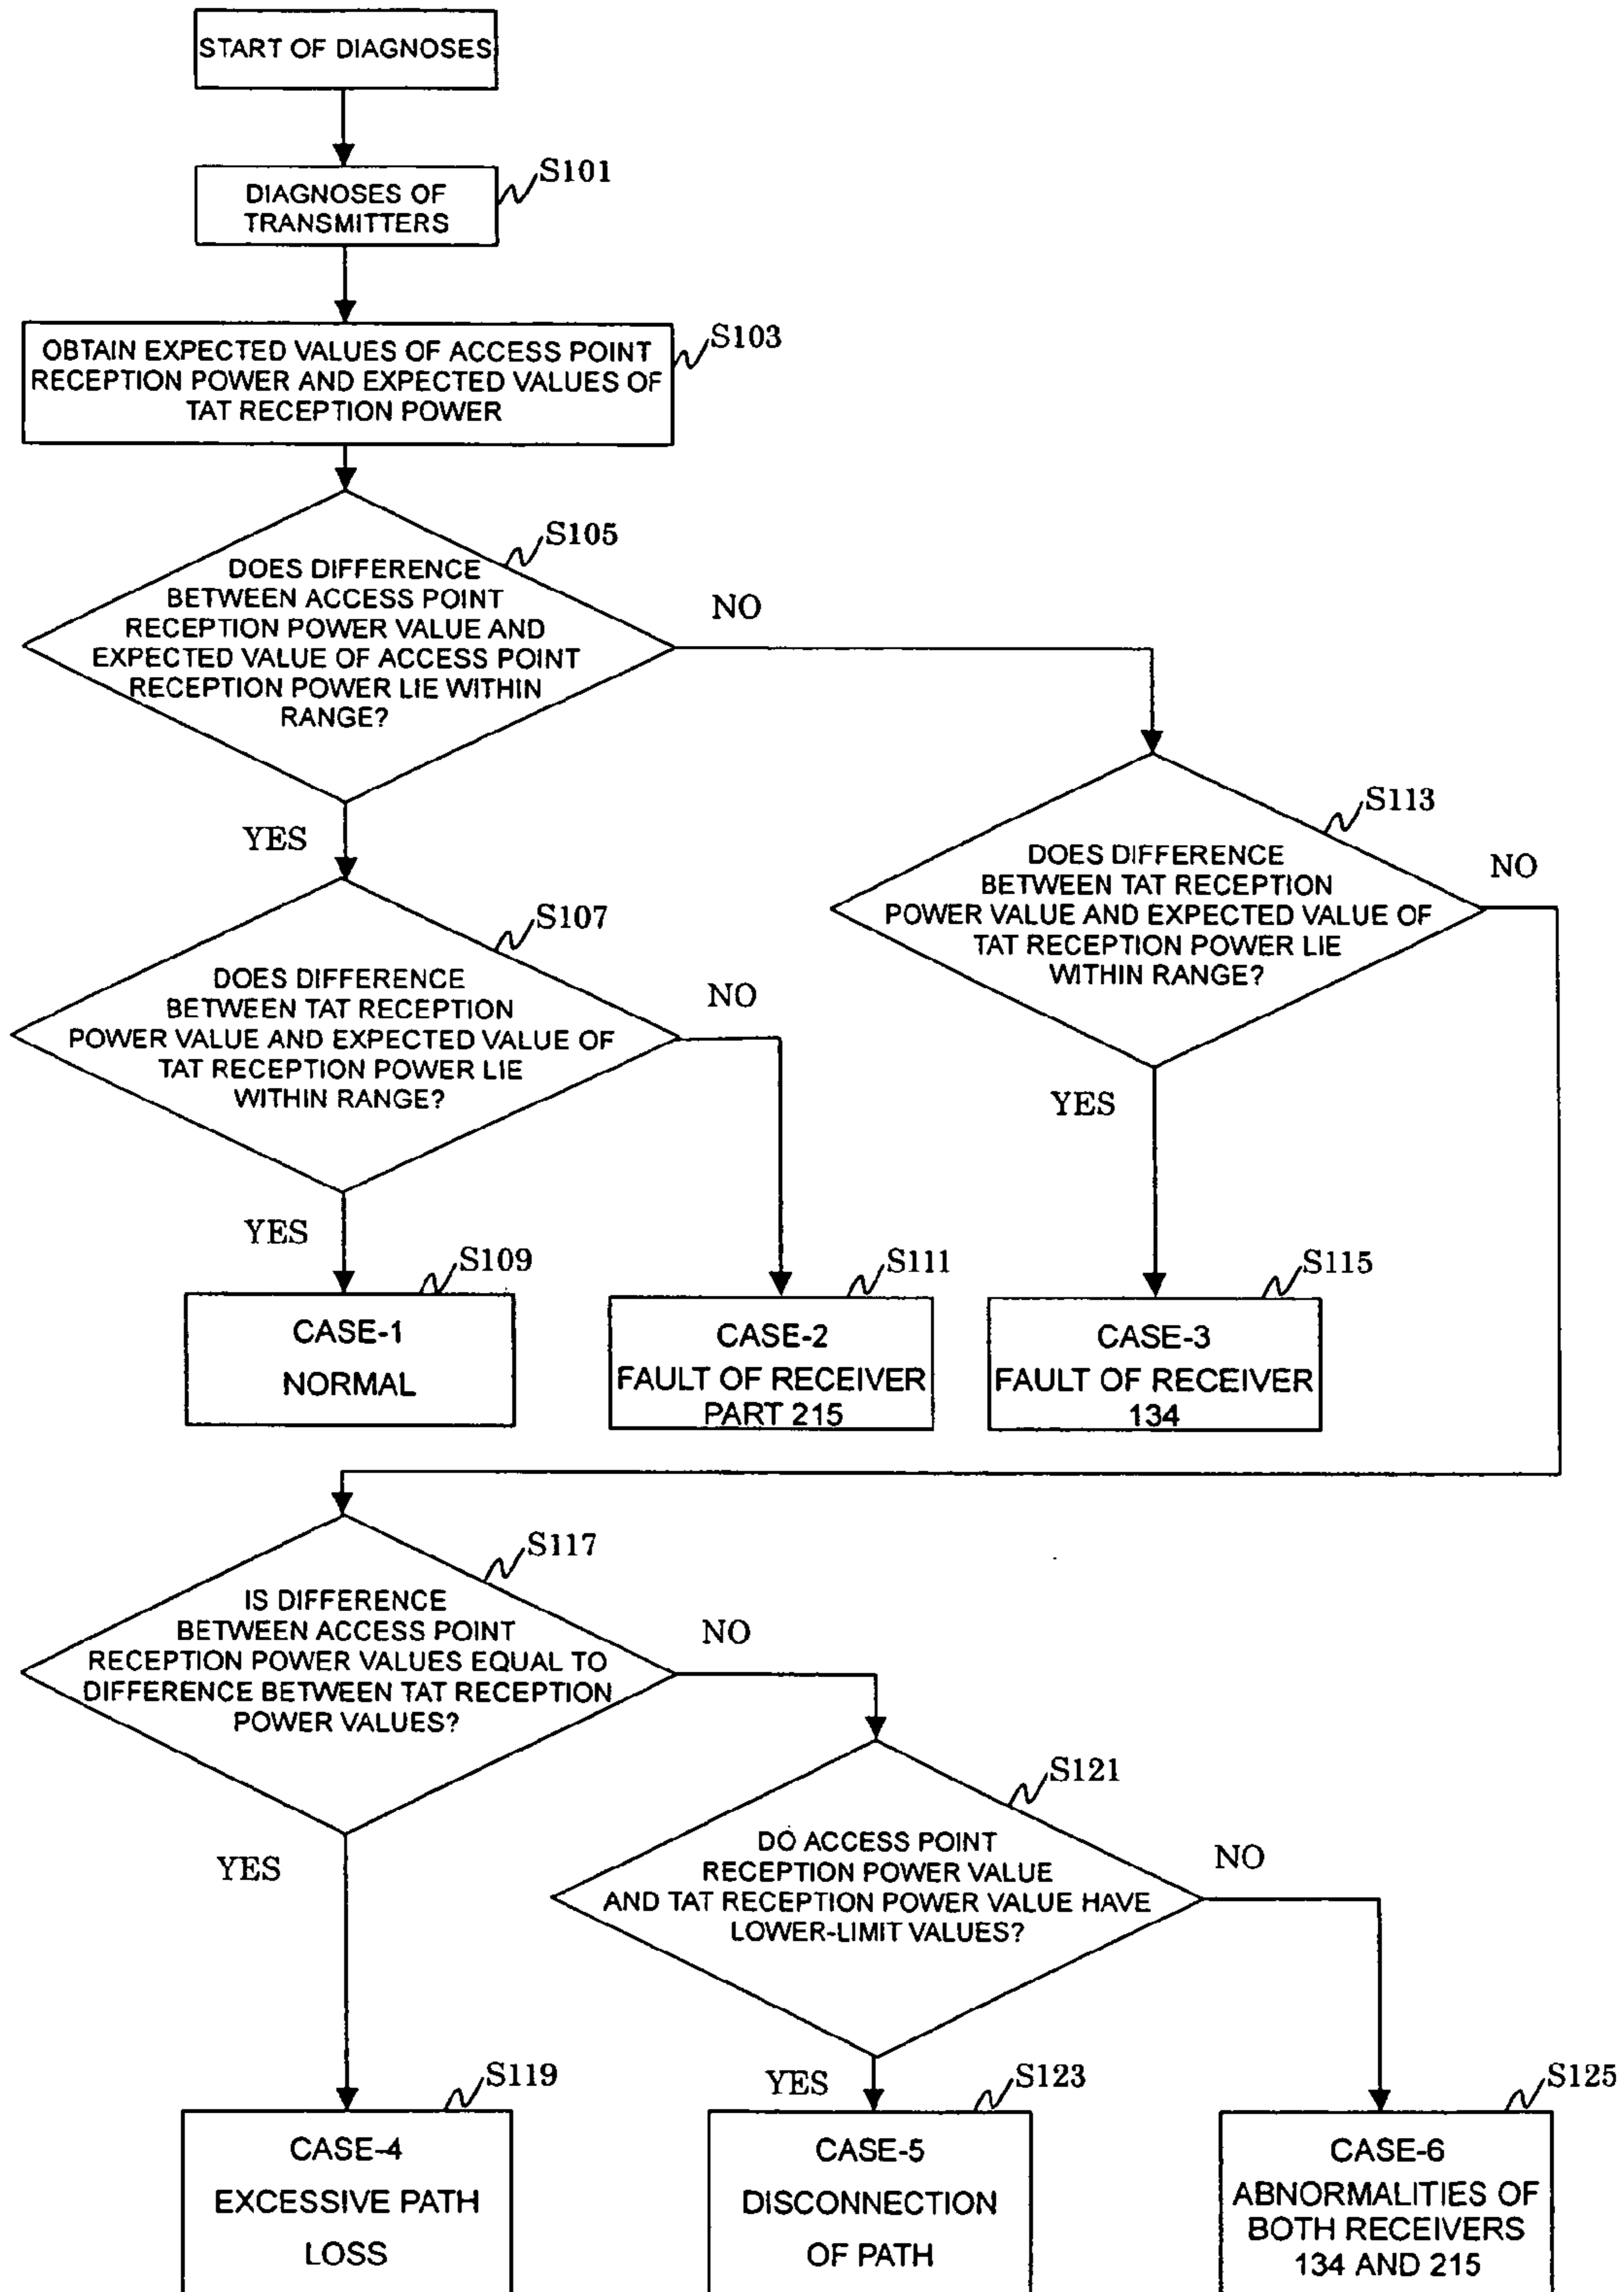 START OF DIAGNOSES
S101
DIAGNOSES OF
TRANSMITTERS
S103
OBTAIN EXPECTED VALUES OF ACCESS POINT
RECEPTION POWER AND EXPECTED VALUES OF
TAT RECEPTION POWER
S105
DOES DIFFERENCE
BETWEEN ACCESS POINT
RECEPTION POWER VALUE AND
EXPECTED VALUE OF ACCESS POINT
RECEPTION POWER LIE WITHIN
RANGE?
NO
YES
S113
DOES DIFFERENCE
BETWEEN TAT RECEPTION
POWER VALUE AND EXPECTED VALUE OF
TAT RECEPTION POWER LIE
WITHIN RANGE?
NO
YES
S107
DOES DIFFERENCE
BETWEEN TAT RECEPTION
POWER VALUE AND EXPECTED VALUE OF
TAT RECEPTION POWER LIE
WITHIN RANGE?
NO
YES
S109
CASE-1
NORMAL
S111
CASE-2
FAULT OF RECEIVER
PART 215
S115
CASE-3
FAULT OF RECEIVER
134
S117
IS DIFFERENCE
BETWEEN ACCESS POINT
RECEPTION POWER VALUES EQUAL TO
DIFFERENCE BETWEEN TAT RECEPTION
POWER VALUES?
NO
YES
S121
DO ACCESS POINT
RECEPTION POWER VALUE
AND TAT RECEPTION POWER VALUE HAVE
LOWER-LIMIT VALUES?
NO
YES
S119
CASE-4
EXCESSIVE PATH
LOSS
S123
CASE-5
DISCONNECTION
OF PATH
S125
CASE-6
ABNORMALITIES OF
BOTH RECEIVERS
134 AND 215